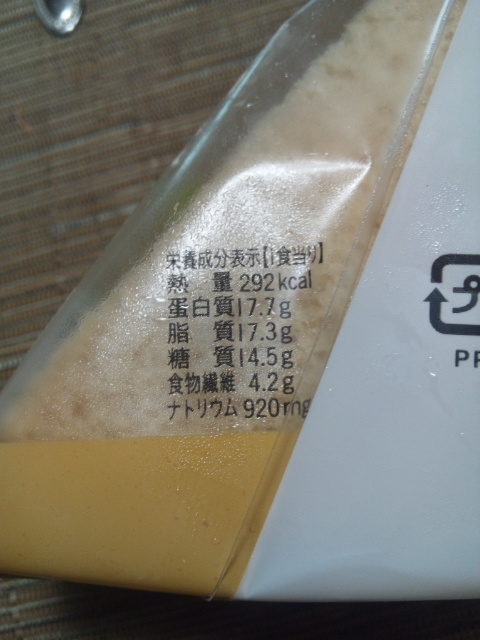 栄養成分表示【1食当り】
熱 量 292kcal
蛋白質 17.7g
脂 質 17.3g
糖 質 14.5g
食物繊維 4.2g
ナトリウム 920mg
プ
PP